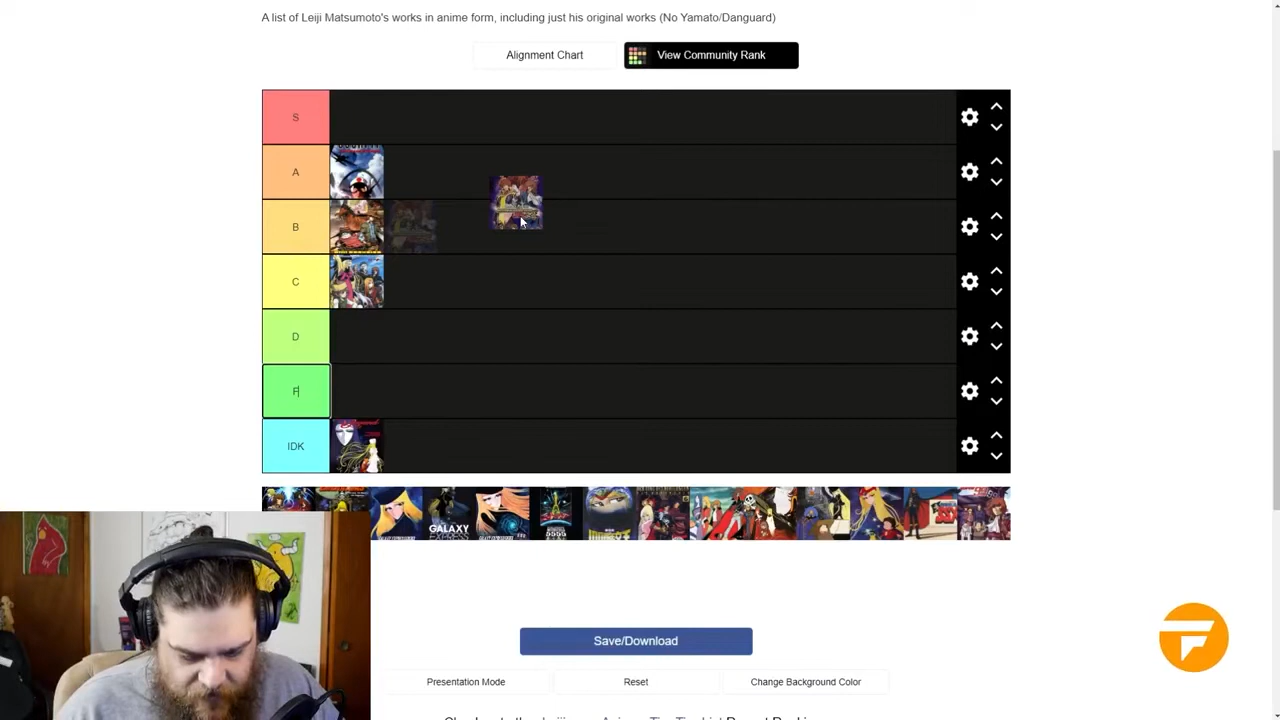 A list of Leiji Matsumoto's works in anime form, including just his original works (No Yamato/Danguard)
Alignment Chart
View Community Rank
S
A
B
C
D
F
IDK
GALAXY
EXPRESS
5555
Save/Download
Presentation Mode
Reset
Change Background Color